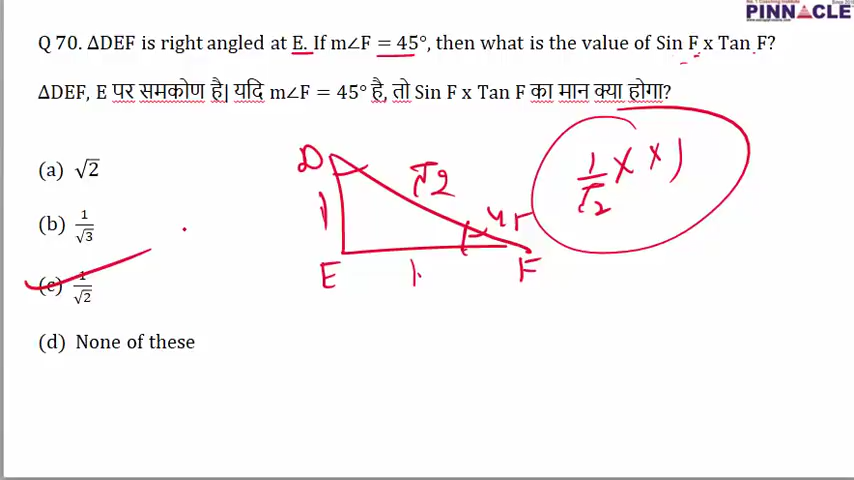 PINNACLE
Q 70. ΔDEF is right angled at E. If m∠F = 45°, then what is the value of Sin F x Tan F?
ΔDEF, E पर समकोण है| यदि m∠F = 45° है, तो Sin F x Tan F का मान क्या होगा?
(a) √2
(b) 1/√3
(c) 1/√2
(d) None of these
D
√2
1
45
E
1
F
1/√2 × × 1